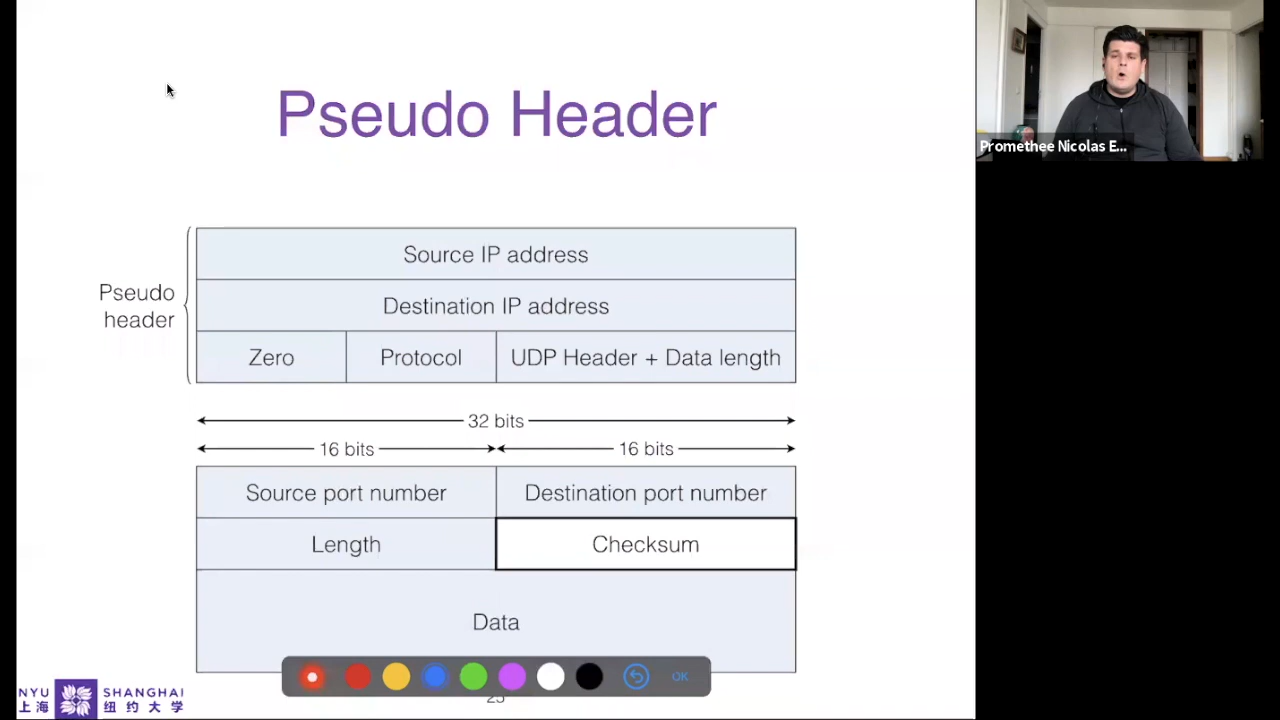 Pseudo Header
Promethee Nicolas E...
Source IP address
Pseudo
header
Destination IP address
Zero
Protocol
UDP Header + Data length
32 bits
16 bits
16 bits
Source port number
Destination port number
Length
Checksum
Data
OK
NYU SHANGHAI
上海 纽约大学